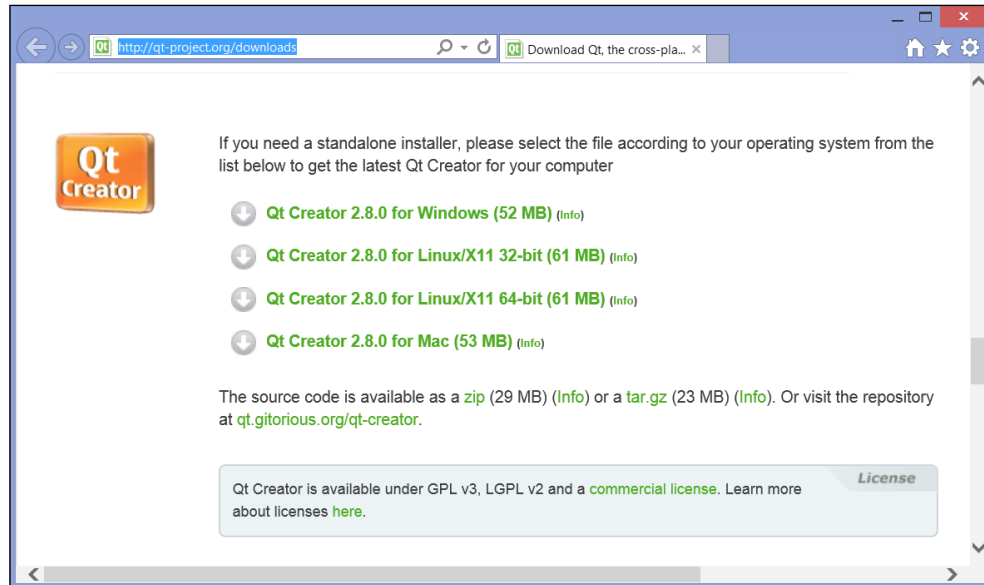 http://qt-project.org/downloads
Qt Download Qt, the cross-pla...
Qt
Creator
If you need a standalone installer, please select the file according to your operating system from the
list below to get the latest Qt Creator for your computer
Qt Creator 2.8.0 for Windows (52 MB) (Info)
Qt Creator 2.8.0 for Linux/X11 32-bit (61 MB) (Info)
Qt Creator 2.8.0 for Linux/X11 64-bit (61 MB) (Info)
Qt Creator 2.8.0 for Mac (53 MB) (Info)
The source code is available as a zip (29 MB) (Info) or a tar.gz (23 MB) (Info). Or visit the repository
at qt.gitorious.org/qt-creator.
License
Qt Creator is available under GPL v3, LGPL v2 and a commercial license. Learn more
about licenses here.